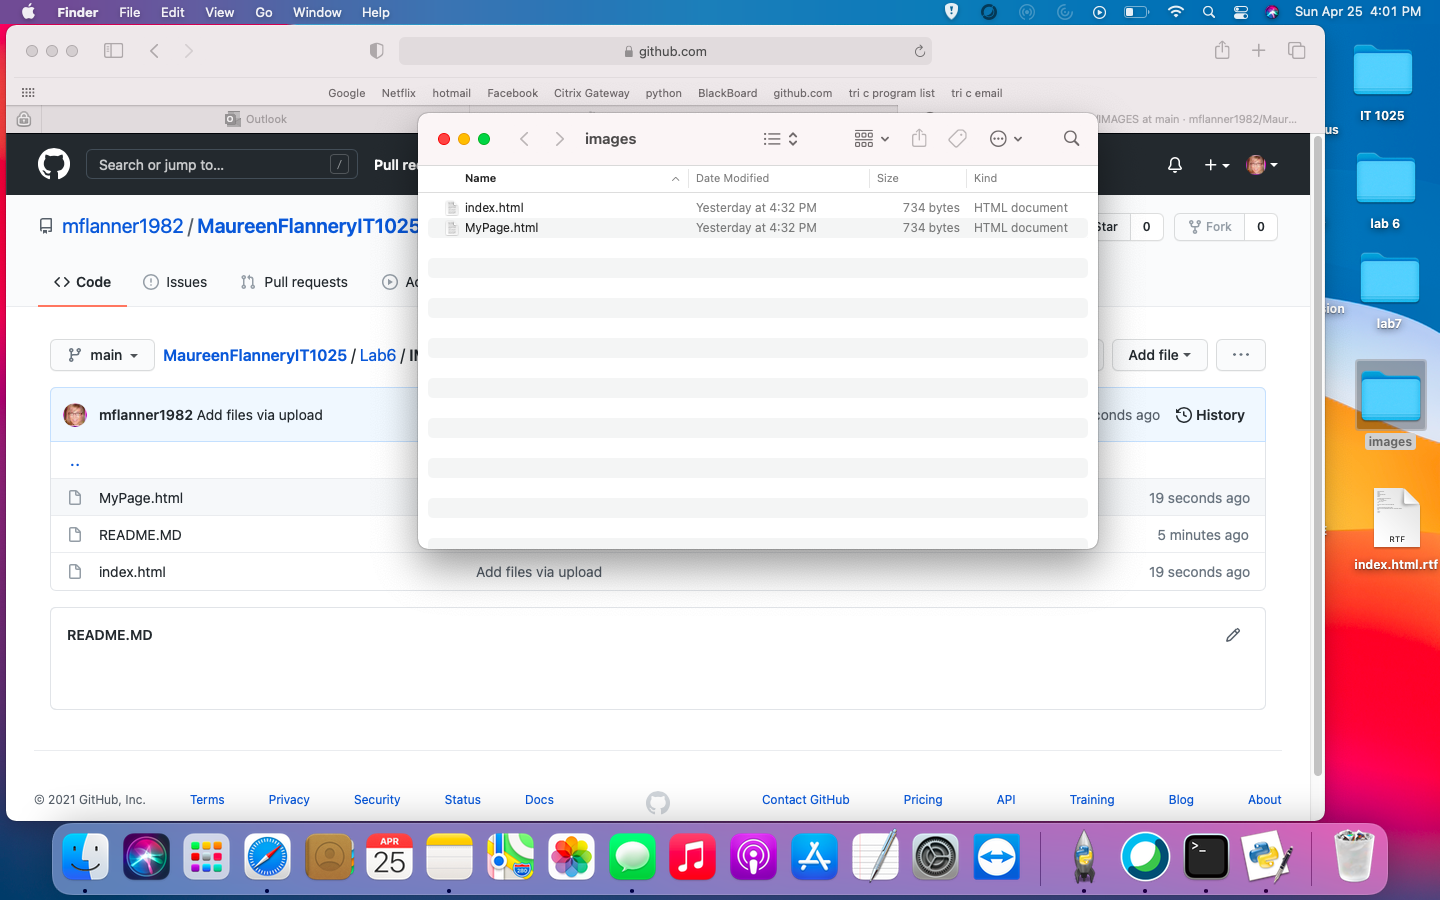 Finder File Edit View Go Window Help Sun Apr 25 4:01 PM
github.com
Google Netflix hotmail Facebook Citrix Gateway python BlackBoard github.com tri c program list tri c email
Outlook IMAGES at main · mflanner1982/Maur...
Search or jump to... / Pull re
mflanner1982 / MaureenFlanneryIT1025
Star 0 Fork 0
Code Issues Pull requests
main MaureenFlanneryIT1025 / Lab6 /
Add file ...
mflanner1982 Add files via upload
conds ago History
..
MyPage.html 19 seconds ago
README.MD 5 minutes ago
index.html Add files via upload 19 seconds ago
README.MD
© 2021 GitHub, Inc. Terms Privacy Security Status Docs Contact GitHub Pricing API Training Blog About
images
Name Date Modified Size Kind
index.html Yesterday at 4:32 PM 734 bytes HTML document
MyPage.html Yesterday at 4:32 PM 734 bytes HTML document
IT 1025
us
lab 6
ion
lab7
images
RTF
index.html.rtf
APR
25
280
>_